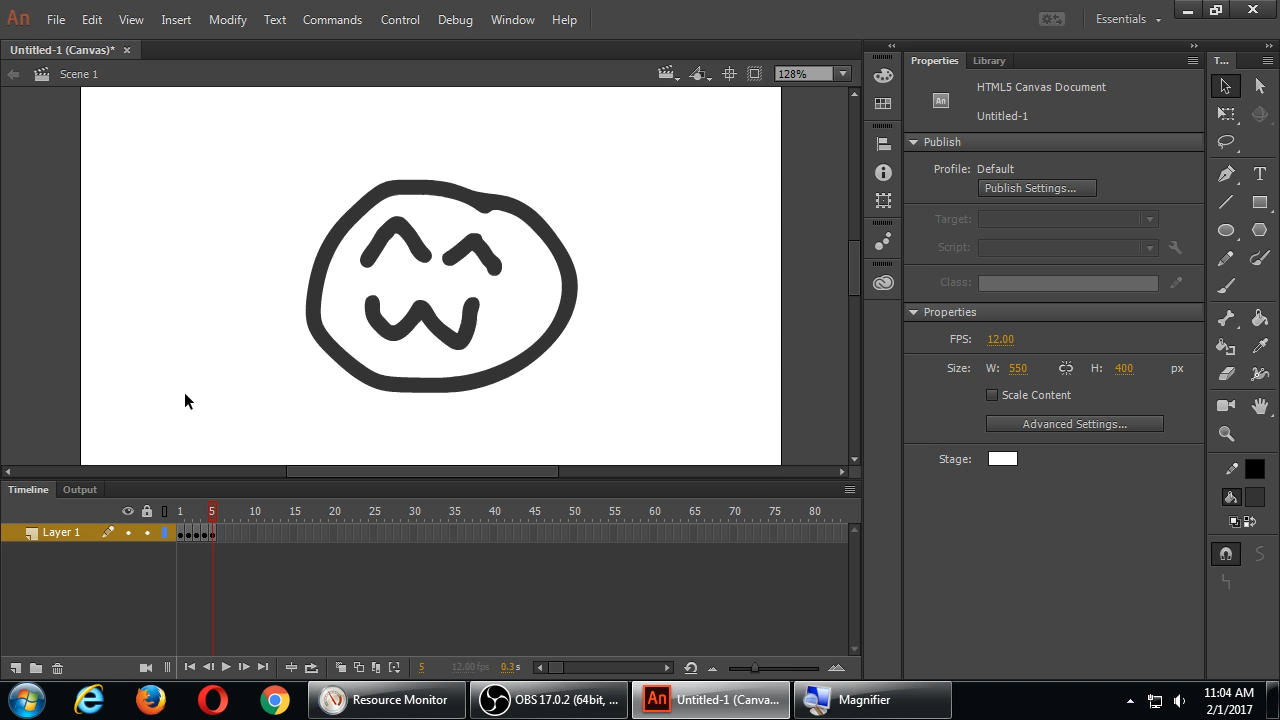 An File Edit View Insert Modify Text Commands Control Debug Window Help Essentials
Untitled-1 (Canvas)*
Scene 1
128%
Properties Library
T...
HTML5 Canvas Document
An
Untitled-1
Publish
Profile: Default
Publish Settings...
Target:
Script:
Class:
Properties
FPS: 12.00
Size: W: 550 H: 400 px
Scale Content
Advanced Settings...
Stage:
Timeline Output
1 5 10 15 20 25 30 35 40 45 50 55 60 65 70 75 80
Layer 1
5 12.00 fps 0.3 s
Resource Monitor
OBS 17.0.2 (64bit, ...
An Untitled-1 (Canva...
Magnifier
11:04 AM
2/1/2017